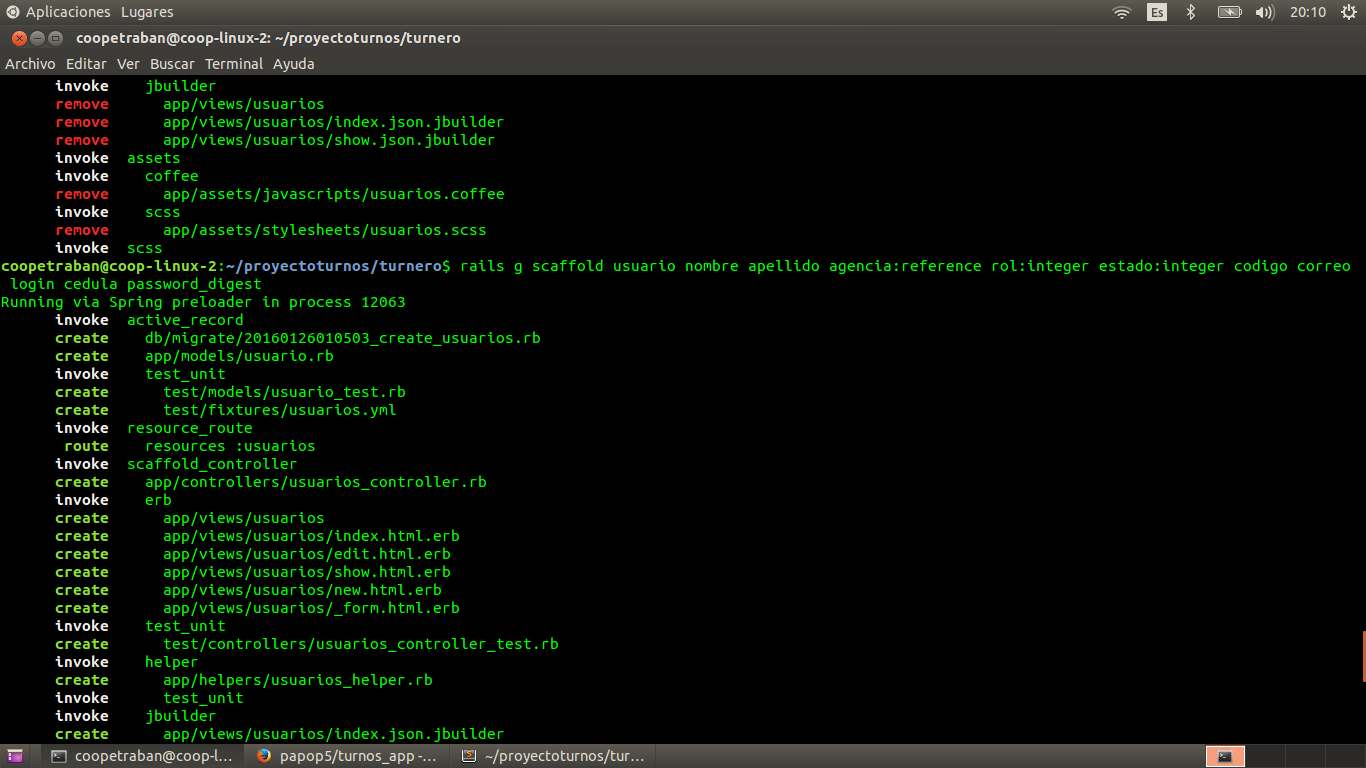 Aplicaciones Lugares
Es
20:10
coopetraban@coop-linux-2: ~/proyectoturnos/turnero
Archivo Editar Ver Buscar Terminal Ayuda
invoke jbuilder
remove app/views/usuarios
remove app/views/usuarios/index.json.jbuilder
remove app/views/usuarios/show.json.jbuilder
invoke assets
invoke coffee
remove app/assets/javascripts/usuarios.coffee
invoke scss
remove app/assets/stylesheets/usuarios.scss
invoke scss
coopetraban@coop-linux-2:~/proyectoturnos/turnero$ rails g scaffold usuario nombre apellido agencia:reference rol:integer estado:integer codigo correo
login cedula password_digest
Running via Spring preloader in process 12063
invoke active_record
create db/migrate/20160126010503_create_usuarios.rb
create app/models/usuario.rb
invoke test_unit
create test/models/usuario_test.rb
create test/fixtures/usuarios.yml
invoke resource_route
route resources :usuarios
invoke scaffold_controller
create app/controllers/usuarios_controller.rb
invoke erb
create app/views/usuarios
create app/views/usuarios/index.html.erb
create app/views/usuarios/edit.html.erb
create app/views/usuarios/show.html.erb
create app/views/usuarios/new.html.erb
create app/views/usuarios/_form.html.erb
invoke test_unit
create test/controllers/usuarios_controller_test.rb
invoke helper
create app/helpers/usuarios_helper.rb
invoke test_unit
invoke jbuilder
create app/views/usuarios/index.json.jbuilder
coopetraban@coop-l...
papop5/turnos_app -...
~/proyectoturnos/tur...